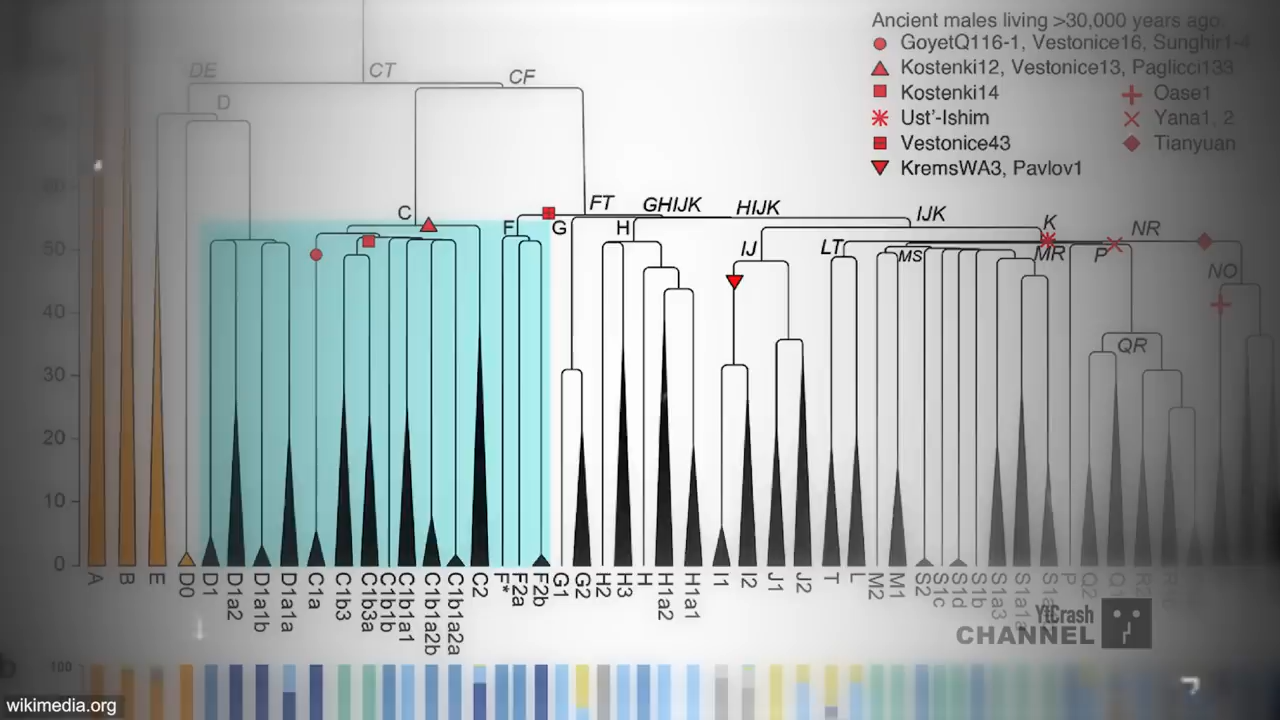 Ancient males living >30,000 years ago
GoyetQ116-1, Vestonice16, Sunghir1-4
Kostenki12, Vestonice13, Paglicci133
Kostenki14
Oase1
Ust'-Ishim
Yana1, 2
Vestonice43
Tianyuan
KremsWA3, Pavlov1
DE
CT
CF
D
C
F
FT
G
GHIJK
H
HIJK
IJK
IJ
LT
K
MS
MR
P
NR
NO
QR
60
50
40
30
20
10
0
A
B
E
D0
D1
D1a2
D1a1b
D1a1a
C1a
C1b3
C1b3a
C1b1b
C1b1a1
C1b1a2b
C1b1a2a
C2
F*
F2a
F2b
G1
G2
H2
H3
H
H1a2
H1a1
I1
I2
J1
J2
T
L
M2
M1
S2
S1c
S1d
S1b
S1a3
P
Q2
YtCrash
CHANNEL
b
100
wikimedia.org